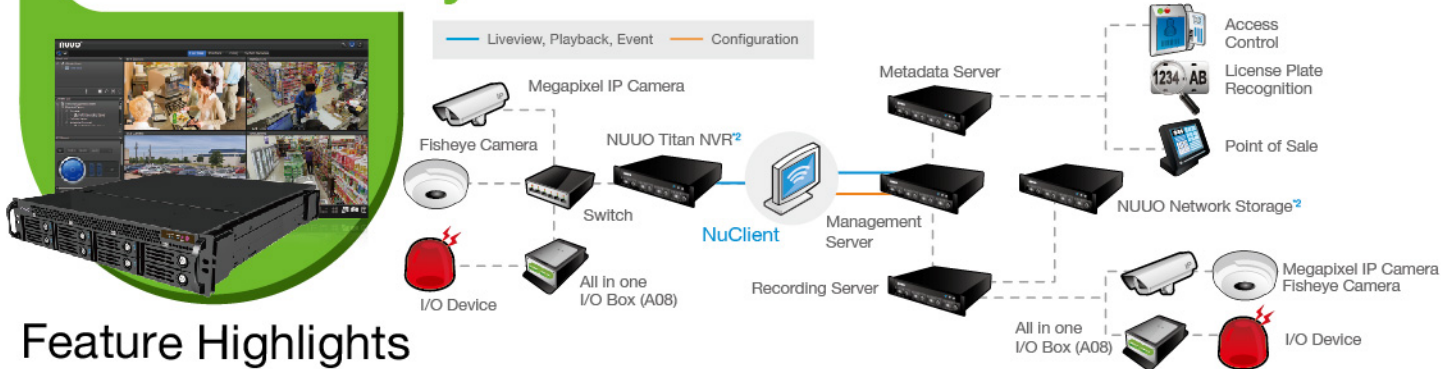 nuuo
Liveview, Playback, Event
Configuration
Megapixel IP Camera
Fisheye Camera
NUUO Titan NVR*2
Switch
I/O Device
All in one
I/O Box (A08)
NuClient
Metadata Server
Management
Server
Recording Server
Access
Control
1234 AB
License Plate
Recognition
Point of Sale
NUUO Network Storage*2
Megapixel IP Camera
Fisheye Camera
All in one
I/O Box (A08)
I/O Device
Feature Highlights